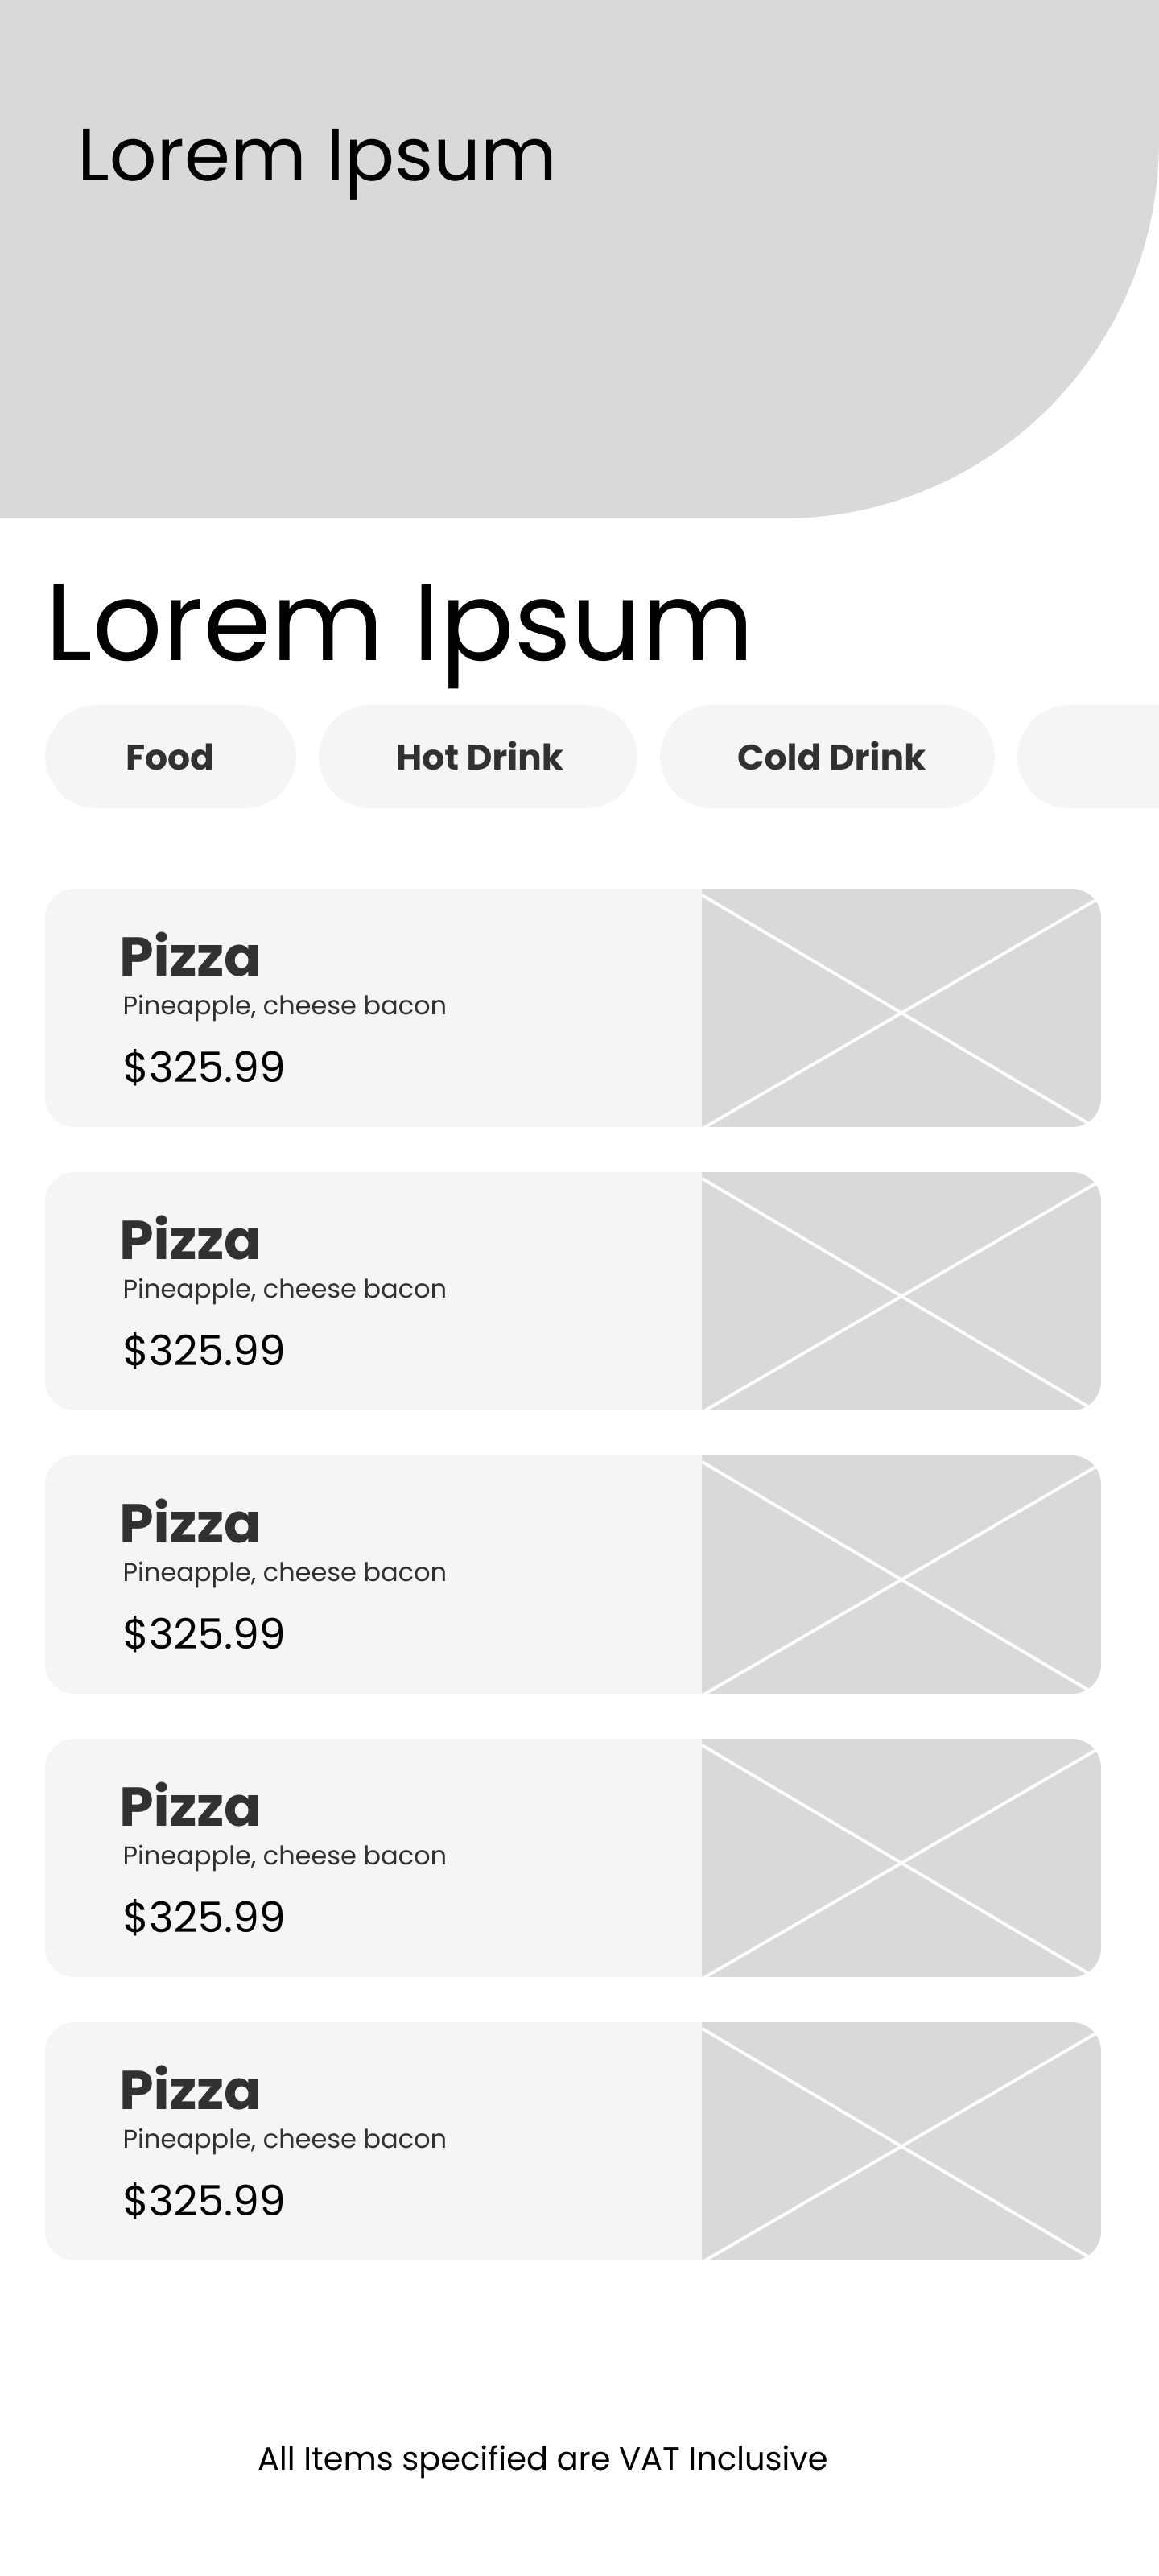 Lorem Ipsum
Lorem Ipsum
Food
Hot Drink
Cold Drink
Pizza
Pineapple, cheese bacon
$325.99
Pizza
Pineapple, cheese bacon
$325.99
Pizza
Pineapple, cheese bacon
$325.99
Pizza
Pineapple, cheese bacon
$325.99
Pizza
Pineapple, cheese bacon
$325.99
All Items specified are VAT Inclusive